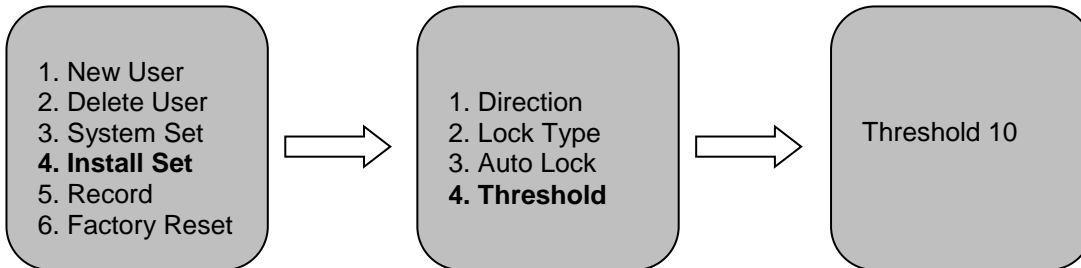 1. New User
2. Delete User
3. System Set
4. Install Set
5. Record
6. Factory Reset
1. Direction
2. Lock Type
3. Auto Lock
4. Threshold
Threshold 10